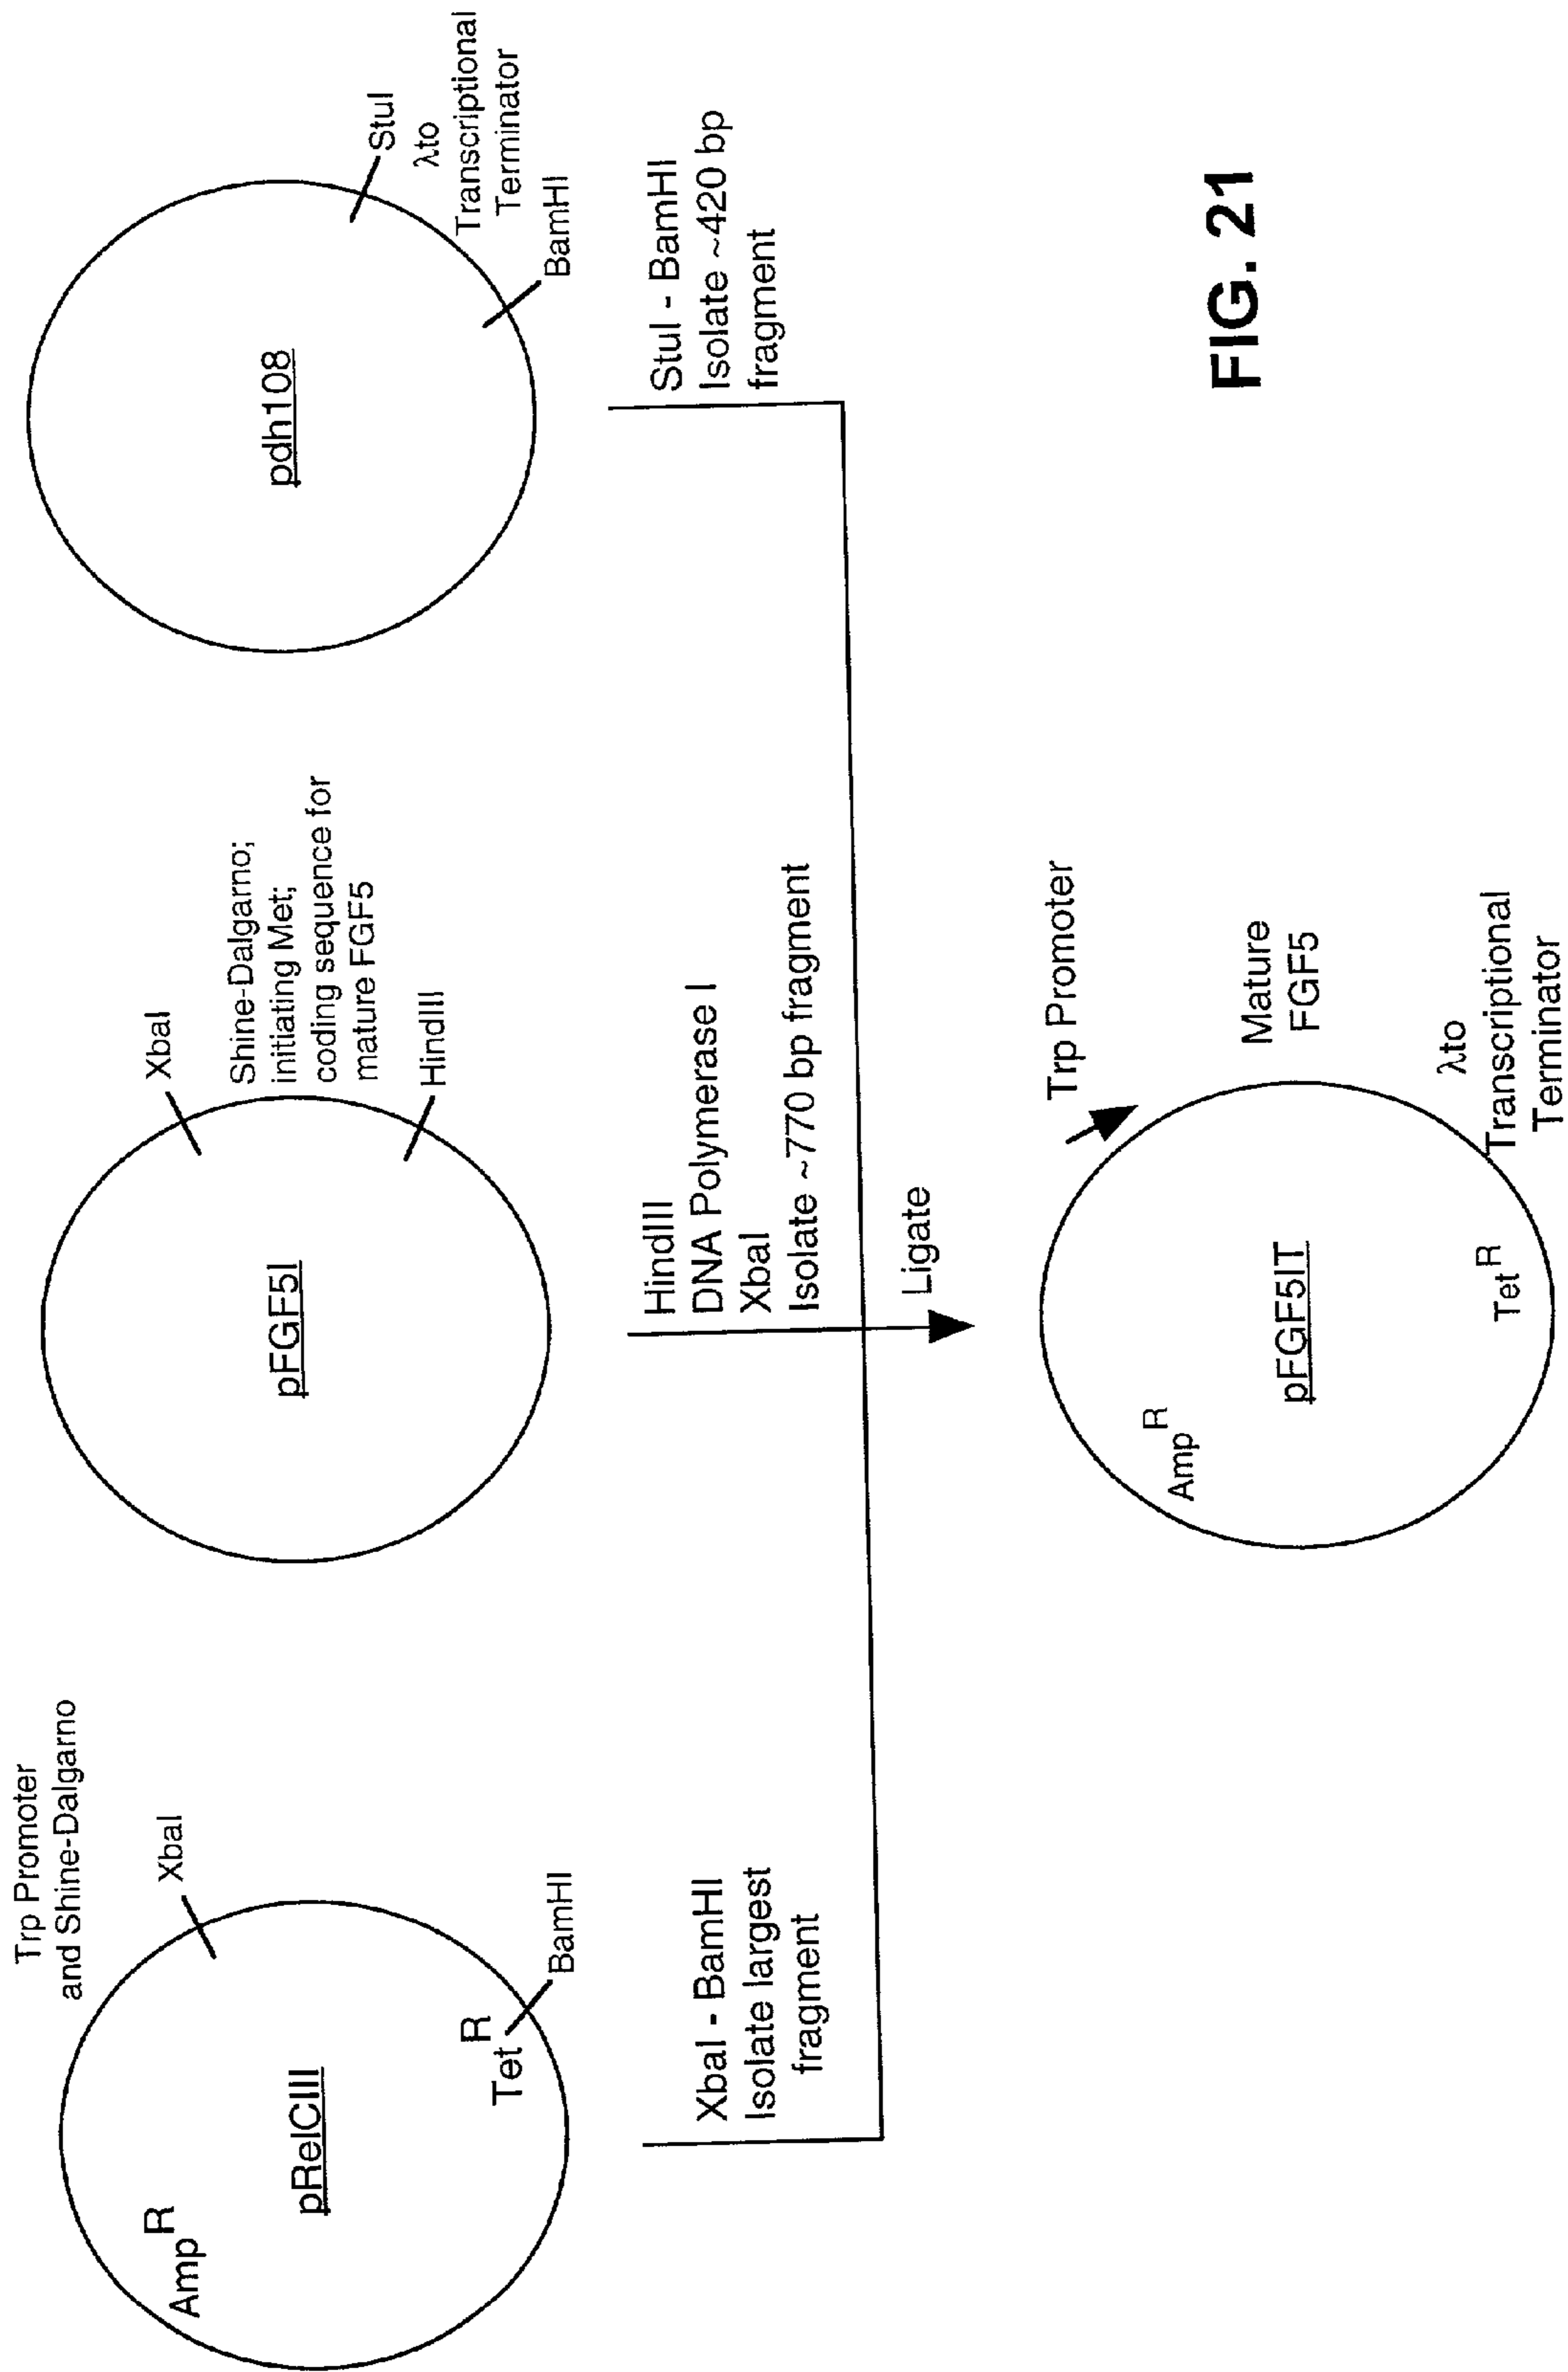 Trp Promoter
and Shine-Dalgarno
XbaI
Amp R
pRelCIII
Tet R
BamHI
XbaI - BamHI
Isolate largest
fragment
XbaI
Shine-Dalgarno;
initiating Met;
coding sequence for
mature FGF5
HindIII
pFGF5I
HindIII
DNA Polymerase I
XbaI
Isolate ~770 bp fragment
StuI
λto
Transcriptional
Terminator
BamHI
pdh108
StuI - BamHI
Isolate ~420 bp
fragment
Ligate
Trp Promoter
Amp R
pFGF5IT
Mature
FGF5
Tet R
λto
Transcriptional
Terminator
FIG. 21